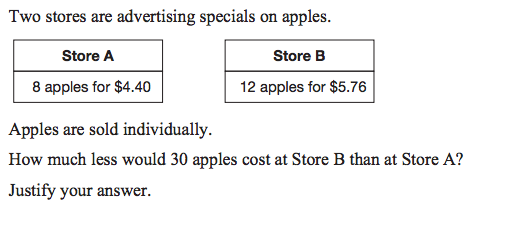 Two stores are advertising specials on apples.
Store A
8 apples for $4.40
Store B
12 apples for $5.76
Apples are sold individually.
How much less would 30 apples cost at Store B than at Store A?
Justify your answer.